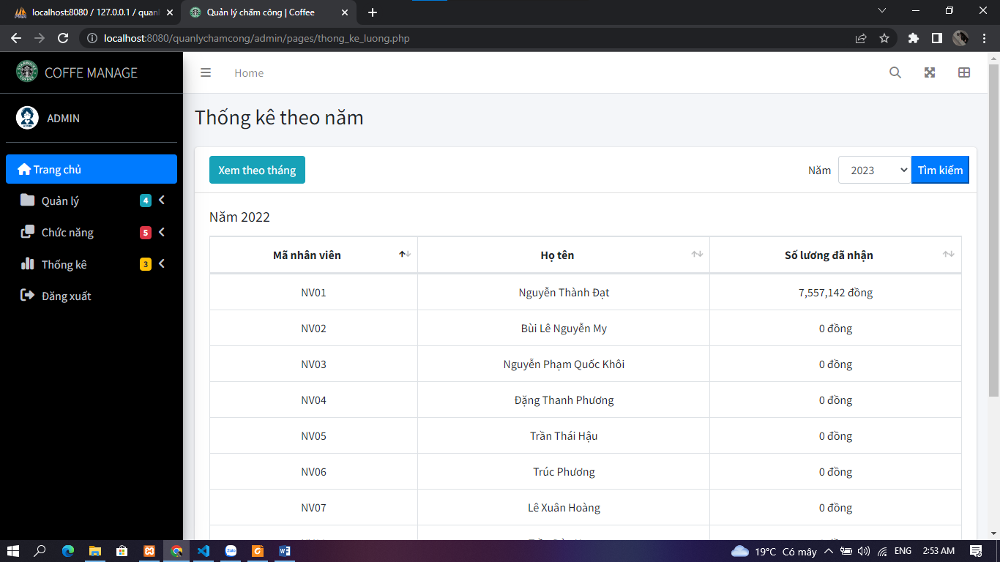 localhost:8080 / 127.0.0.1 / quanl
Quản lý chấm công | Coffee
localhost:8080/quanlychamcong/admin/pages/thong_ke_luong.php
COFFE MANAGE
Home
ADMIN
Thống kê theo năm
Trang chủ
Xem theo tháng
Năm 2023 Tìm kiếm
Quản lý 4
Chức năng 5
Thống kê 3
Đăng xuất
Năm 2022
Mã nhân viên Họ tên Số lương đã nhận
NV01 Nguyễn Thành Đạt 7,557,142 đồng
NV02 Bùi Lê Nguyễn My 0 đồng
NV03 Nguyễn Phạm Quốc Khôi 0 đồng
NV04 Đặng Thanh Phương 0 đồng
NV05 Trần Thái Hậu 0 đồng
NV06 Trúc Phương 0 đồng
NV07 Lê Xuân Hoàng 0 đồng
19°C Có mây ENG 2:53 AM